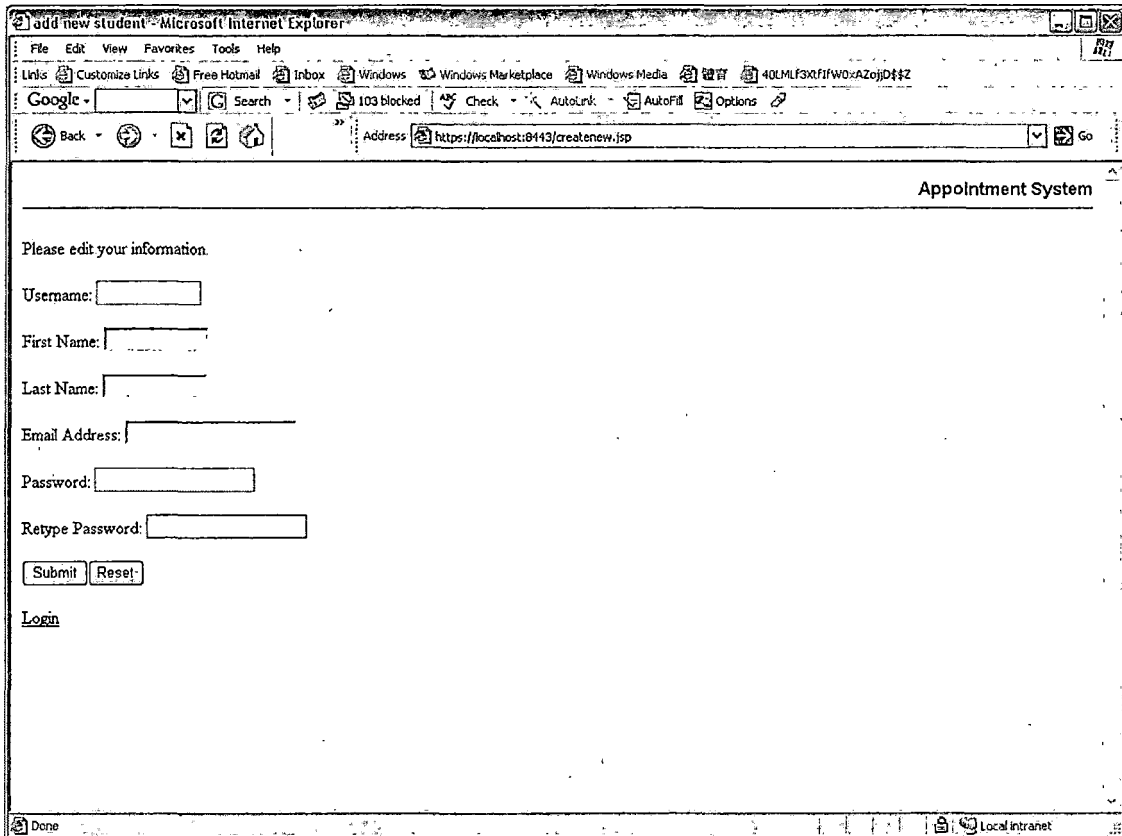 add new student - Microsoft Internet Explorer
File Edit View Favorites Tools Help
Links Customize Links Free Hotmail Inbox Windows Windows Marketplace Windows Media
Google Search 103 blocked Check AutoLink AutoFill Options
Back » Address https://localhost:8443/createnew.jsp Go
Appointment System
Please edit your information.
Username:
First Name:
Last Name:
Email Address:
Password:
Retype Password:
Submit Reset
Login
Done Local intranet